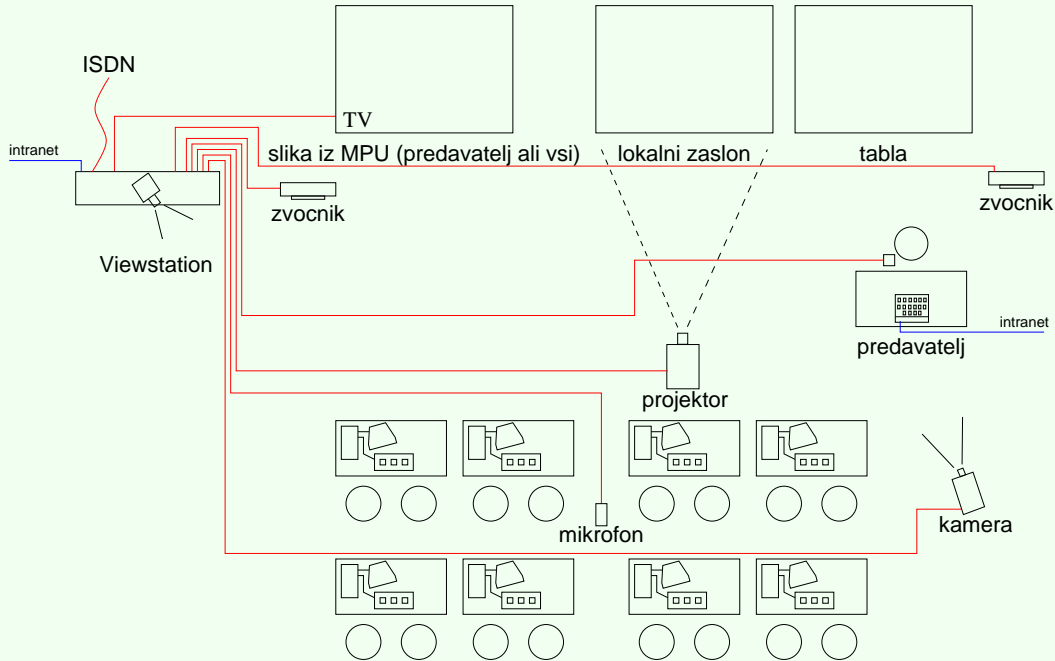 ISDN
TV
intranet
slika iz MPU (predavatelj ali vsi)
lokalni zaslon
tabla
zvocnik
zvocnik
Viewstation
intranet
predavatelj
projektor
mikrofon
kamera